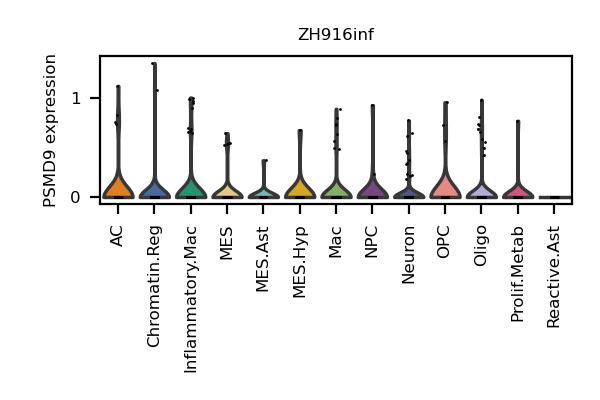 ZH916inf
PSMD9 expression
1
0
AC
Chromatin.Reg
Inflammatory.Mac
MES
MES.Ast
MES.Hyp
Mac
NPC
Neuron
OPC
Oligo
Prolif.Metab
Reactive.Ast